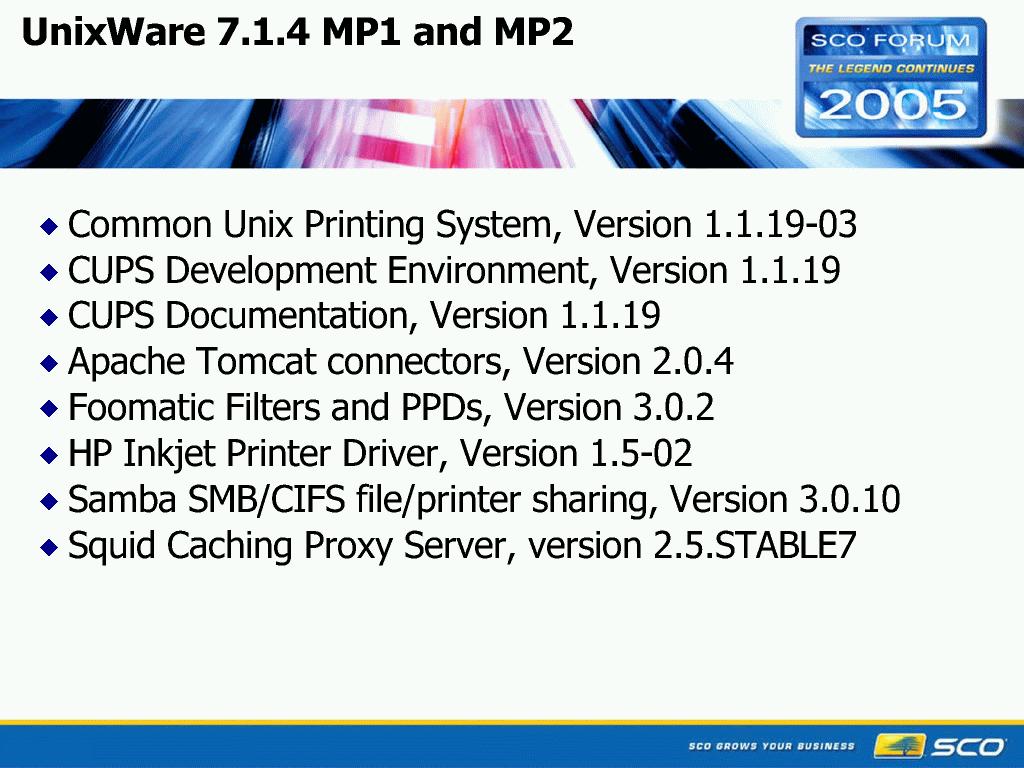 UnixWare 7.1.4 MP1 and MP2
SCO FORUM
THE LEGEND CONTINUES
2005
Common Unix Printing System, Version 1.1.19-03
CUPS Development Environment, Version 1.1.19
CUPS Documentation, Version 1.1.19
Apache Tomcat connectors, Version 2.0.4
Foomatic Filters and PPDs, Version 3.0.2
HP Inkjet Printer Driver, Version 1.5-02
Samba SMB/CIFS file/printer sharing, Version 3.0.10
Squid Caching Proxy Server, version 2.5.STABLE7
SCO GROWS YOUR BUSINESS
SCO